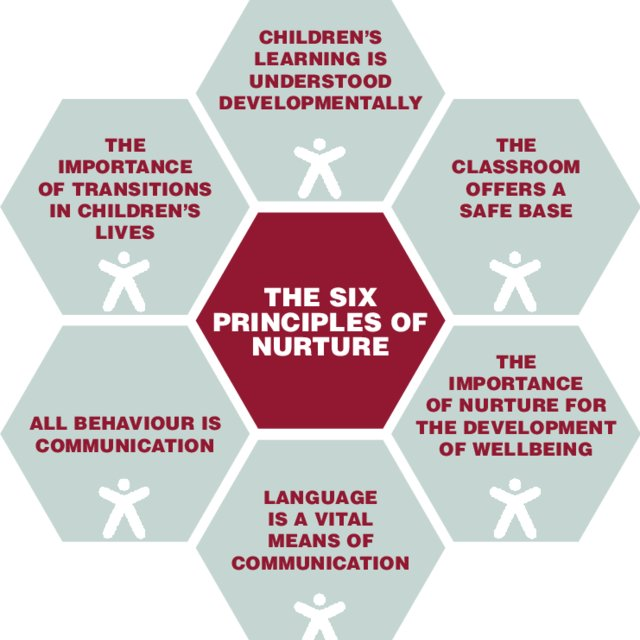 CHILDREN'S
LEARNING IS
UNDERSTOOD
DEVELOPMENTALLY
THE
IMPORTANCE
OF TRANSITIONS
IN CHILDREN'S
LIVES
THE
CLASSROOM
OFFERS A
SAFE BASE
THE SIX
PRINCIPLES OF
NURTURE
ALL BEHAVIOUR IS
COMMUNICATION
THE
IMPORTANCE
OF NURTURE FOR
THE DEVELOPMENT
OF WELLBEING
LANGUAGE
IS A VITAL
MEANS OF
COMMUNICATION